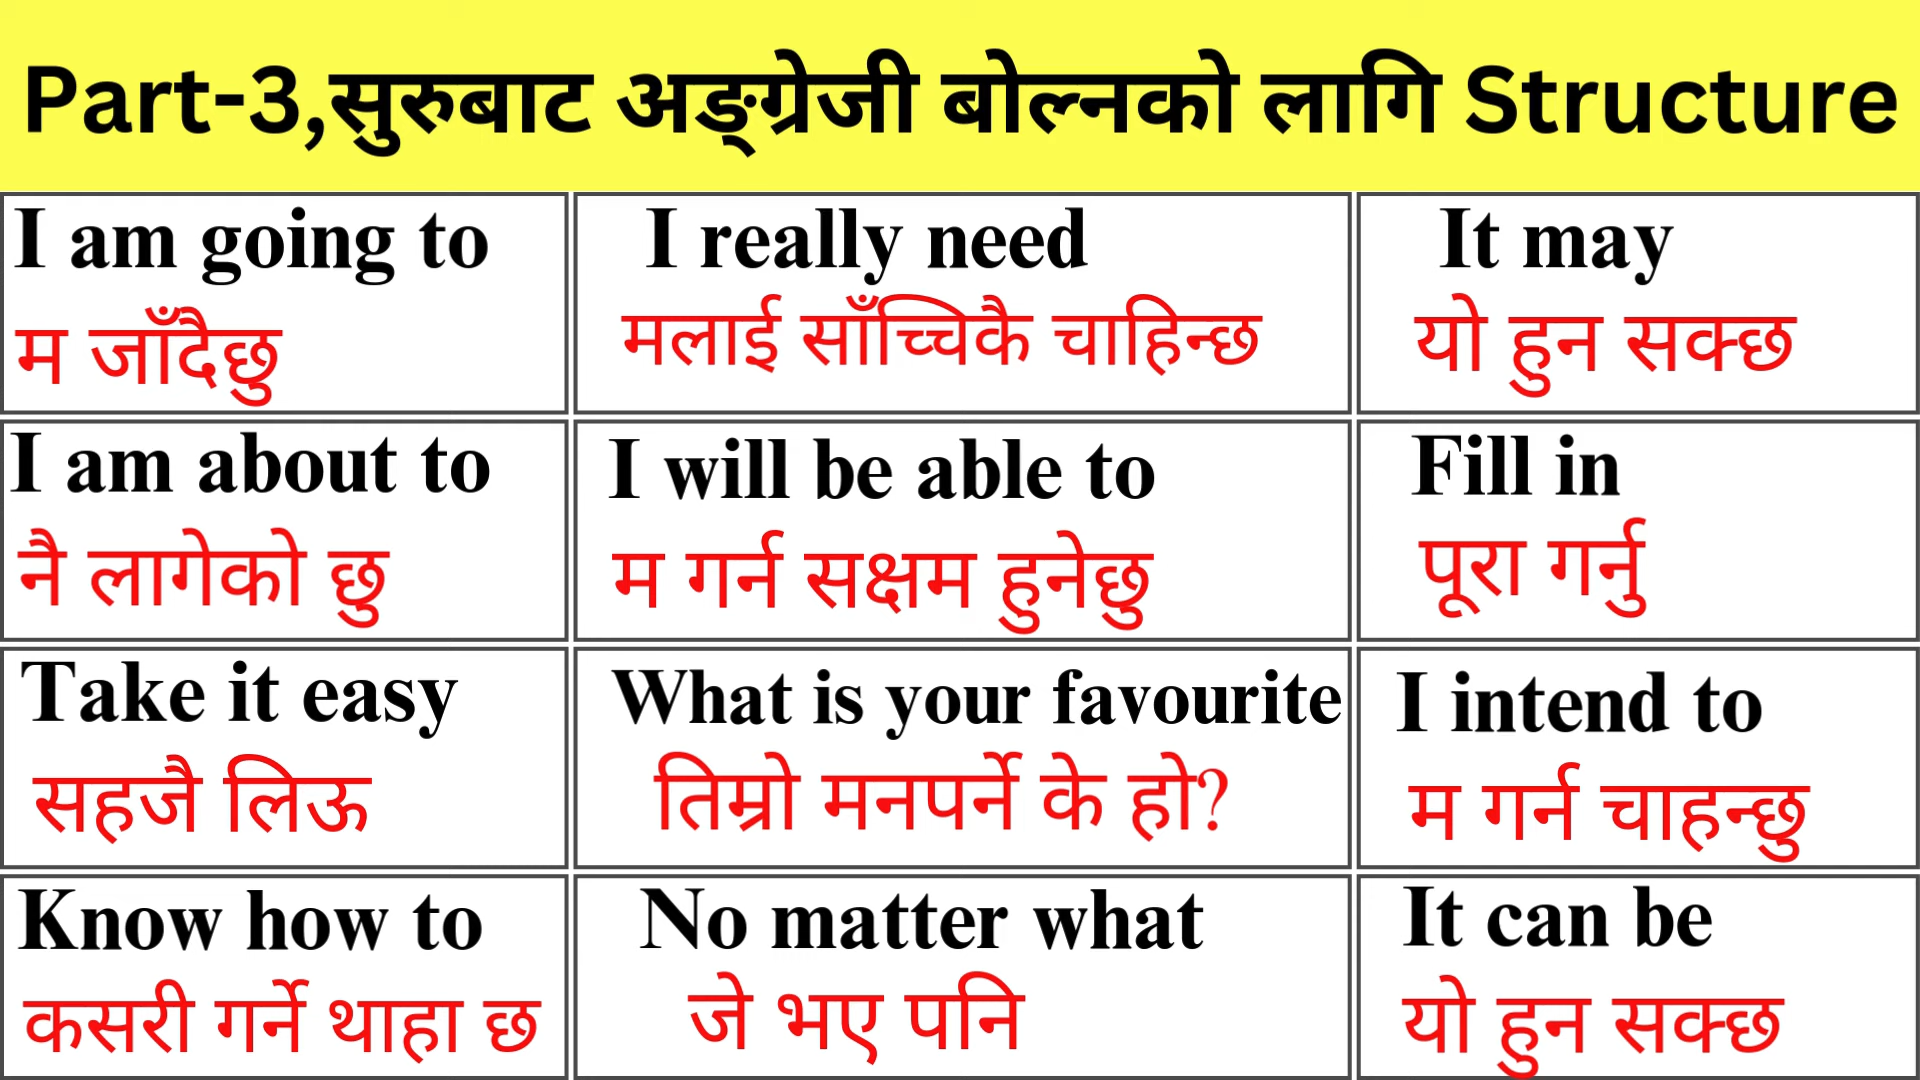 Part-3,सुरुबाट अङ्ग्रेजी बोल्नको लागि Structure
I am going to
म जाँदैछु
I really need
मलाई साँच्चिकै चाहिन्छ
It may
यो हुन सक्छ
I am about to
नै लागेको छु
I will be able to
म गर्न सक्षम हुनेछु
Fill in
पूरा गर्नु
Take it easy
सहजै लिऊ
What is your favourite
तिम्रो मनपर्ने के हो?
I intend to
म गर्न चाहन्छु
Know how to
कसरी गर्ने थाहा छ
No matter what
जे भए पनि
It can be
यो हुन सक्छ